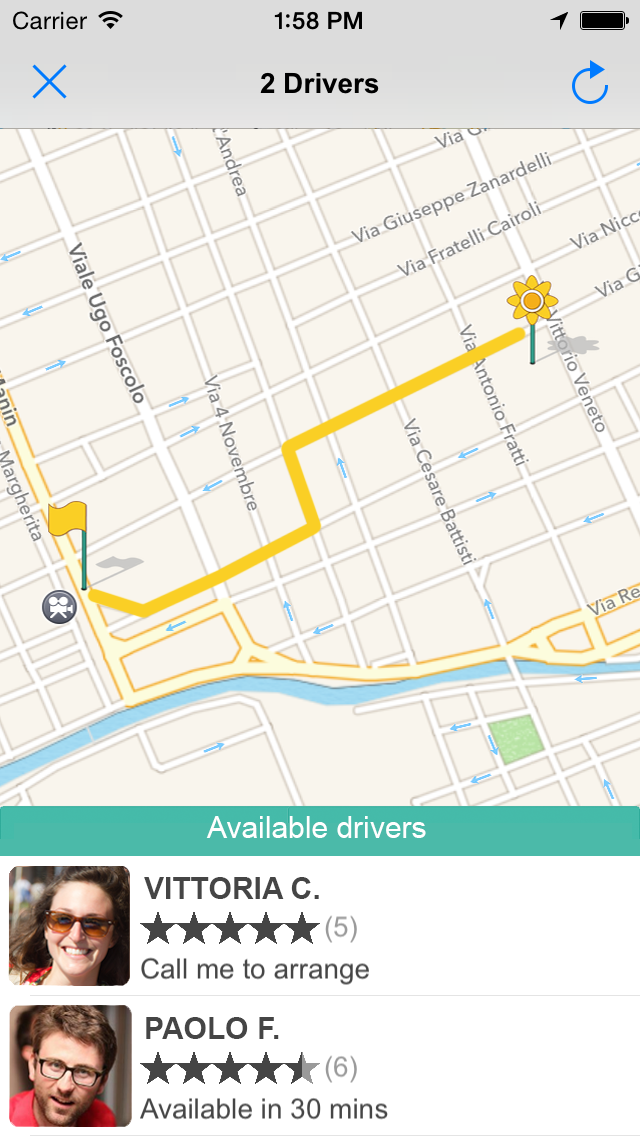 Carrier 1:58 PM
2 Drivers
Via G
'Andrea
Via Giuseppe Zanardelli
Via Fratelli Cairoli
Via Nicc
Via G
Viale Ugo Foscolo
Vittorio Veneto
Via Antonio Fratti
Manin
Via 4 Novembre
Via Cesare Battisti
Margherita
Via Re
Available drivers
VITTORIA C.
(5)
Call me to arrange
PAOLO F.
(6)
Available in 30 mins